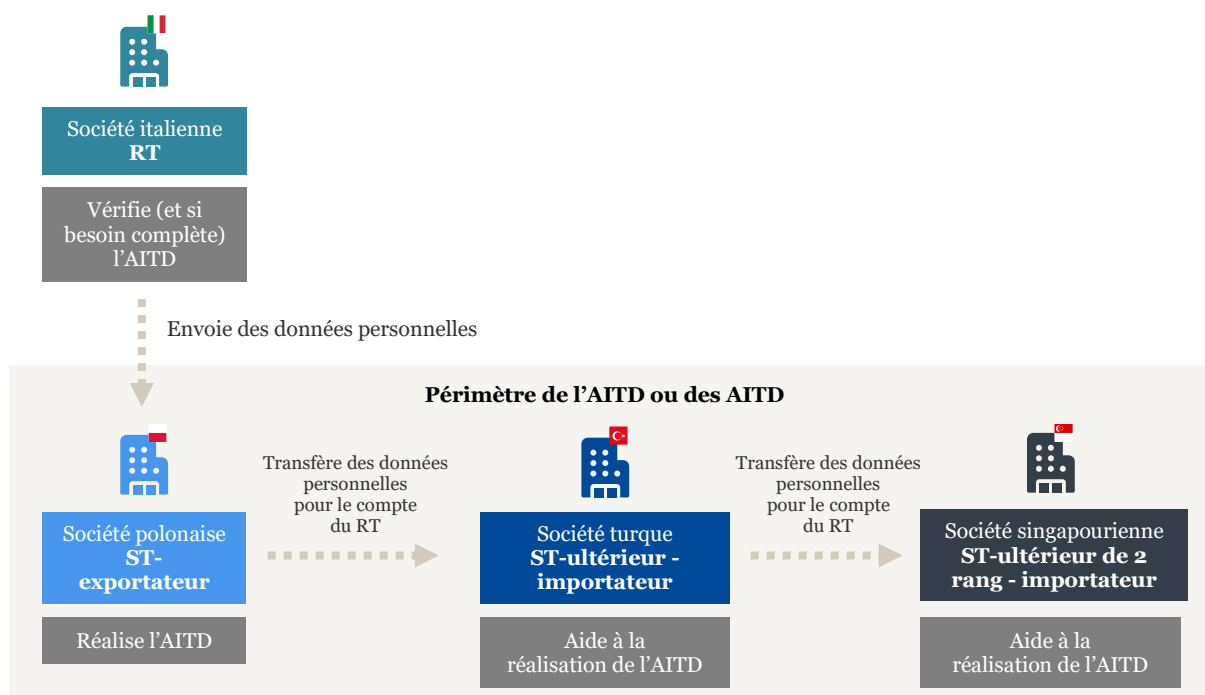 Société italienne
RT
Vérifie (et si
besoin complète)
l’AITD
Envoie des données personnelles
Périmètre de l’AITD ou des AITD
Société polonaise
ST-
exportateur
Réalise l’AITD
Transfère des données
personnelles
pour le compte
du RT
Société turque
ST-ultérieur -
importateur
Aide à la
réalisation de l’AITD
Transfère des données
personnelles
pour le compte
du RT
Société singapourienne
ST-ultérieur de 2
rang - importateur
Aide à la
réalisation de l’AITD